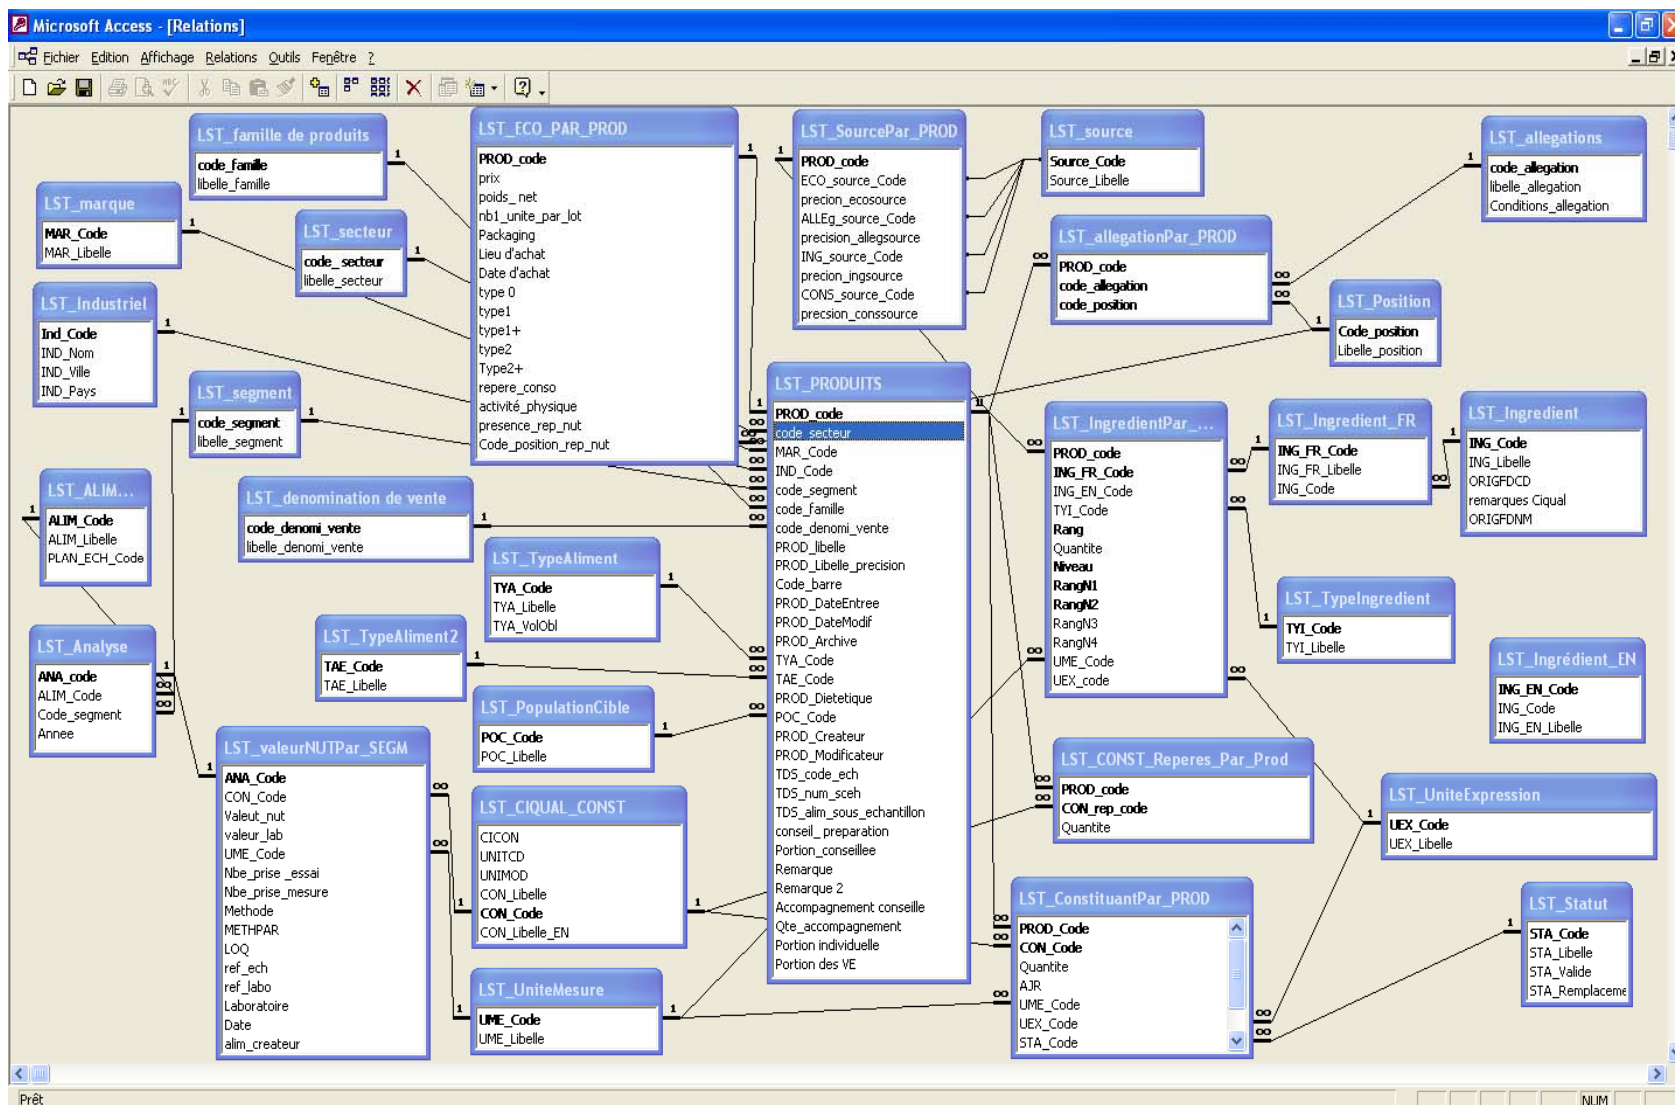 Microsoft Access - [Relations]
Fichier Edition Affichage Relations Outils Fenêtre ?
LST_famille de produits
code_famille
libelle_famille
LST_marque
MAR_Code
MAR_Libelle
LST_secteur
code_secteur
libelle_secteur
LST_Industriel
Ind_Code
IND_Nom
IND_Ville
IND_Pays
LST_segment
code_segment
libelle_segment
LST_ALIM...
ALIM_Code
ALIM_Libelle
PLAN_ECH_Code
LST_Analyse
ANA_code
ALIM_Code
Code_segment
Annee
LST_denomination de vente
code_denomi_vente
libelle_denomi_vente
LST_TypeAliment
TYA_Code
TYA_Libelle
TYA_VolObl
LST_TypeAliment2
TAE_Code
TAE_Libelle
LST_PopulationCible
POC_Code
POC_Libelle
LST_valeurNUTPar_SEGM
ANA_Code
CON_Code
Valeut_nut
valeur_lab
UME_Code
Nbe_prise _essai
Nbe_prise_mesure
Methode
METHPAR
LOQ
ref_ech
ref_labo
Laboratoire
Date
alim_createur
LST_CIQUAL_CONST
CICON
UNITCD
UNIMOD
CON_Libelle
CON_Code
CON_Libelle_EN
LST_UniteMesure
UME_Code
UME_Libelle
LST_ECO_PAR_PROD
PROD_code
prix
poids_ net
nb1_unite_par_lot
Packaging
Lieu d'achat
Date d'achat
type 0
type1
type1+
type2
Type2+
repere_conso
activité_physique
presence_rep_nut
Code_position_rep_nut
LST_SourcePar_PROD
PROD_code
ECO_source_Code
precion_ecosource
ALLEg_source_Code
precision_allegsource
ING_source_Code
precion_ingsource
CONS_source_Code
precsion_conssource
LST_source
Source_Code
Source_Libelle
LST_allegations
code_allegation
libelle_allegation
Conditions_allegation
LST_allegationPar_PROD
PROD_code
code_allegation
code_position
LST_Position
Code_position
Libelle_position
LST_PRODUITS
PROD_code
code_secteur
MAR_Code
IND_Code
code_segment
code_famille
code_denomi_vente
PROD_libelle
PROD_Libelle_precision
Code_barre
PROD_DateEntree
PROD_DateModif
PROD_Archive
TYA_Code
TAE_Code
PROD_Dietetique
POC_Code
PROD_Createur
PROD_Modificateur
TDS_code_ech
TDS_num_sceh
TDS_alim_sous_echantillon
conseil_ preparation
Portion_conseillee
Remarque
Remarque 2
Accompagnement conseille
Qte_accompagnement
Portion individuelle
Portion des VE
LST_IngredientPar_...
PROD_code
ING_FR_Code
ING_EN_Code
TYI_Code
Rang
Quantite
Niveau
RangN1
RangN2
RangN3
RangN4
UME_Code
UEX_code
LST_Ingredient_FR
ING_FR_Code
ING_FR_Libelle
ING_Code
LST_Ingredient
ING_Code
ING_Libelle
ORIGFDCD
remarques Ciqual
ORIGFDNM
LST_TypeIngredient
TYI_Code
TYI_Libelle
LST_Ingrédient_EN
ING_EN_Code
ING_Code
ING_EN_Libelle
LST_CONST_Reperes_Par_Prod
PROD_code
CON_rep_code
Quantite
LST_UniteExpression
UEX_Code
UEX_Libelle
LST_ConstituantPar_PROD
PROD_Code
CON_Code
Quantite
AJR
UME_Code
UEX_Code
STA_Code
LST_Statut
STA_Code
STA_Libelle
STA_Valide
STA_Remplaceme
Prêt
NUM